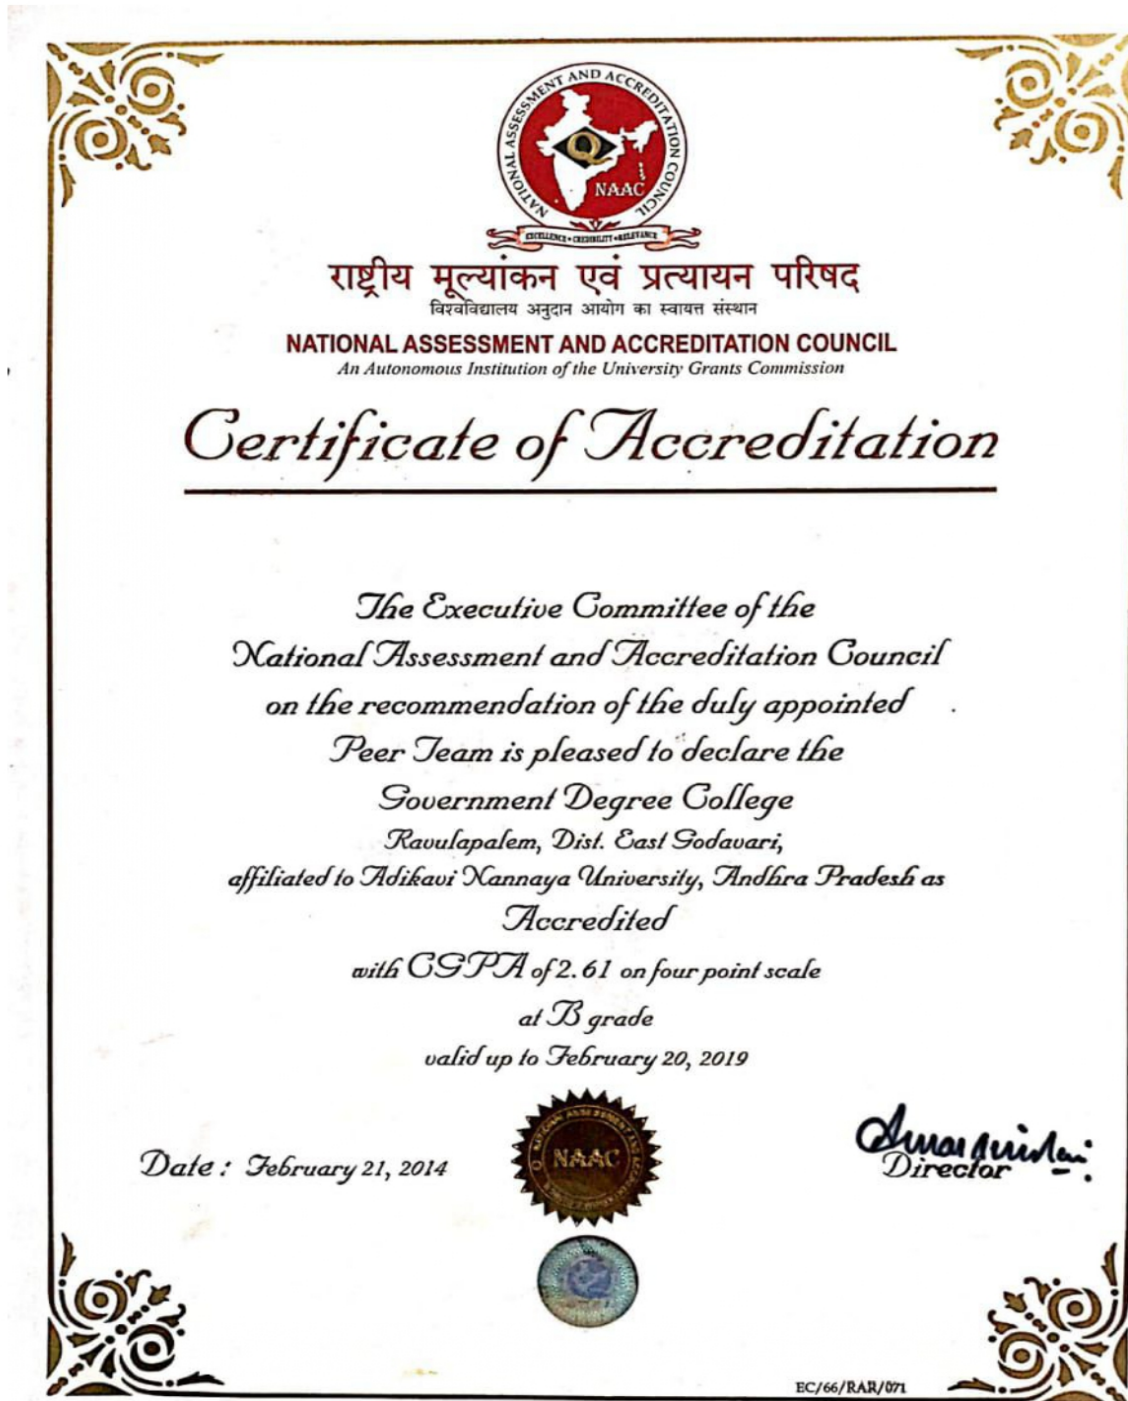 NATIONAL ASSESSMENT AND ACCREDITATION COUNCIL
Q
NAAC
EXCELLENCE • CREDIBILITY • RELEVANCE
राष्ट्रीय मूल्यांकन एवं प्रत्यायन परिषद
विश्वविद्यालय अनुदान आयोग का स्वायत्त संस्थान
NATIONAL ASSESSMENT AND ACCREDITATION COUNCIL
An Autonomous Institution of the University Grants Commission
Certificate of Accreditation
The Executive Committee of the
National Assessment and Accreditation Council
on the recommendation of the duly appointed
Peer Team is pleased to declare the
Government Degree College
Ravulapalem, Dist. East Godavari,
affiliated to Adikavi Nannaya University, Andhra Pradesh as
Accredited
with CGPA of 2.61 on four point scale
at B grade
valid up to February 20, 2019
Date : February 21, 2014
NATIONAL ASSESSMENT AND
NAAC
Director
EC/66/RAR/071